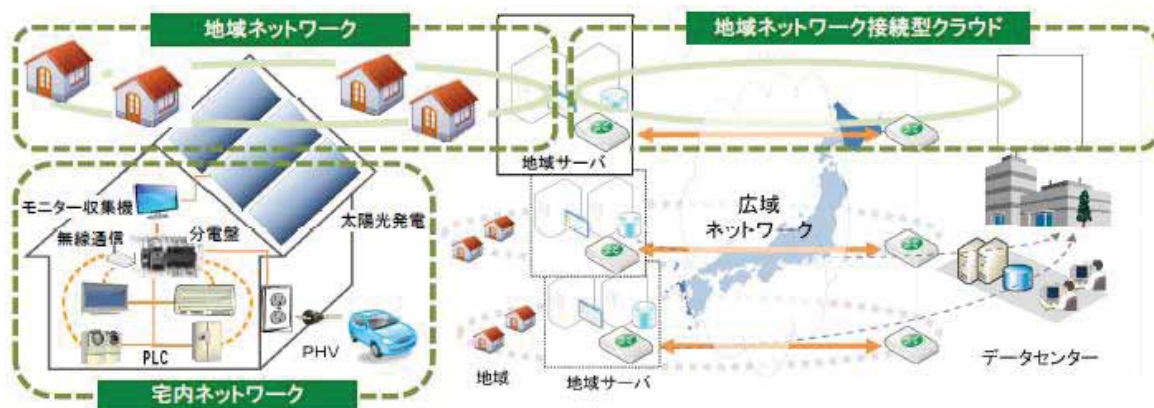 地域ネットワーク
地域ネットワーク接続型クラウド
地域サーバ
モニター収集機
太陽光発電
無線通信
分電盤
広域
ネットワーク
PLC
PHV
地域
地域サーバ
データセンター
宅内ネットワーク